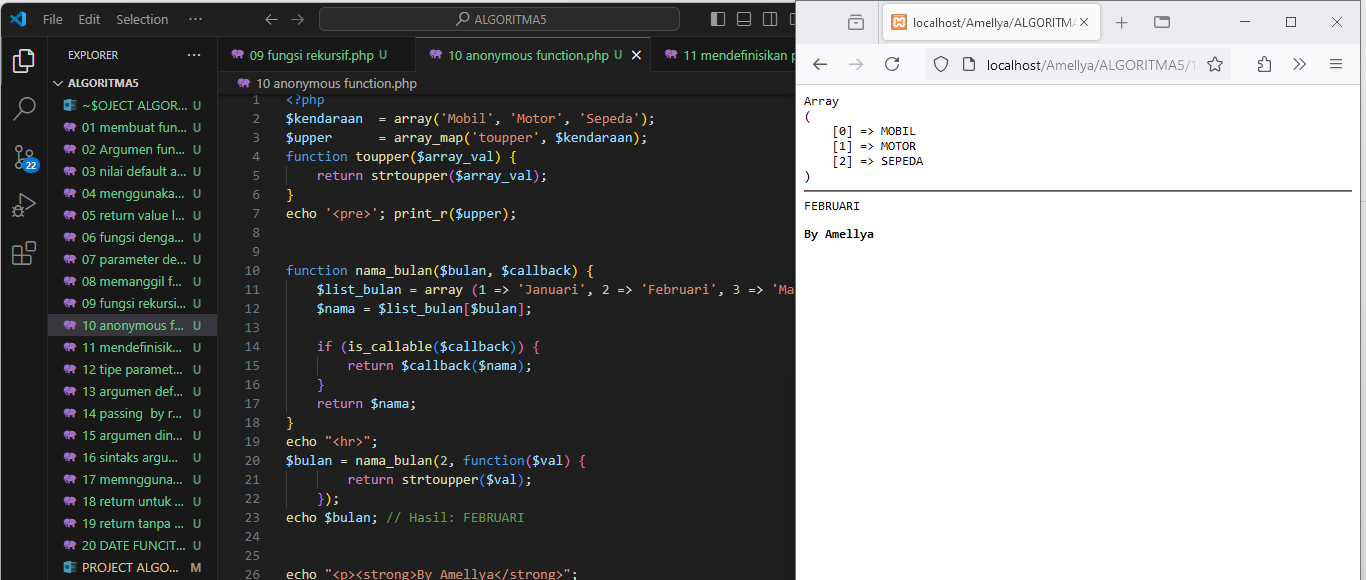 File Edit Selection ···
ALGORITMA5
EXPLORER ···
ALGORITMA5
~$OJECT ALGOR... U
01 membuat fun... U
02 Argumen fun... U
03 nilai default a... U
04 menggunaka... U
05 return value l... U
06 fungsi denga... U
07 parameter de... U
08 memanggil f... U
09 fungsi rekursi... U
10 anonymous f... U
11 mendefinisik... U
12 tipe paramet... U
13 argumen def... U
14 passing by r... U
15 argumen din... U
16 sintaks argu... U
17 memngguna... U
18 return untuk ... U
19 return tanpa ... U
20 DATE FUNCIT... U
PROJECT ALGO... M
22
09 fungsi rekursif.php U
10 anonymous function.php U
11 mendefinisikan p
10 anonymous function.php
1 <?php
2 $kendaraan = array('Mobil', 'Motor', 'Sepeda');
3 $upper = array_map('toupper', $kendaraan);
4 function toupper($array_val) {
5 return strtoupper($array_val);
6 }
7 echo '<pre>'; print_r($upper);
8
9
10 function nama_bulan($bulan, $callback) {
11 $list_bulan = array (1 => 'Januari', 2 => 'Februari', 3 => 'Ma
12 $nama = $list_bulan[$bulan];
13
14 if (is_callable($callback)) {
15 return $callback($nama);
16 }
17 return $nama;
18 }
19 echo "<hr>";
20 $bulan = nama_bulan(2, function($val) {
21 return strtoupper($val);
22 });
23 echo $bulan; // Hasil: FEBRUARI
24
25
26 echo "<p><strong>By Amellya</strong>";
localhost/Amellya/ALGORITMA
localhost/Amellya/ALGORITMA5/1
Array
(
[0] => MOBIL
[1] => MOTOR
[2] => SEPEDA
)
FEBRUARI
By Amellya